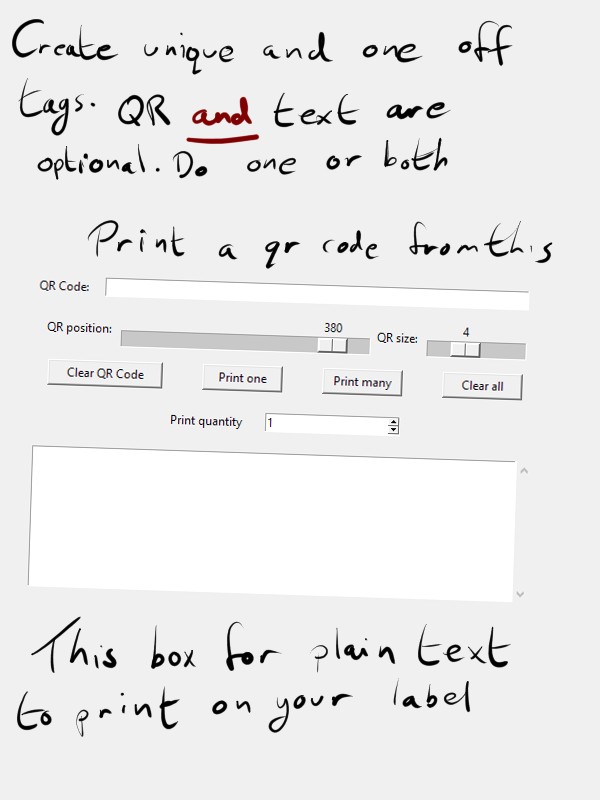 Create unique and one off
tags. QR and text are
optional. Do one or both
Print a qr code from this
QR Code:
QR position: 380 QR size: 4
Clear QR Code Print one Print many Clear all
Print quantity 1
This box for plain text
to print on your label